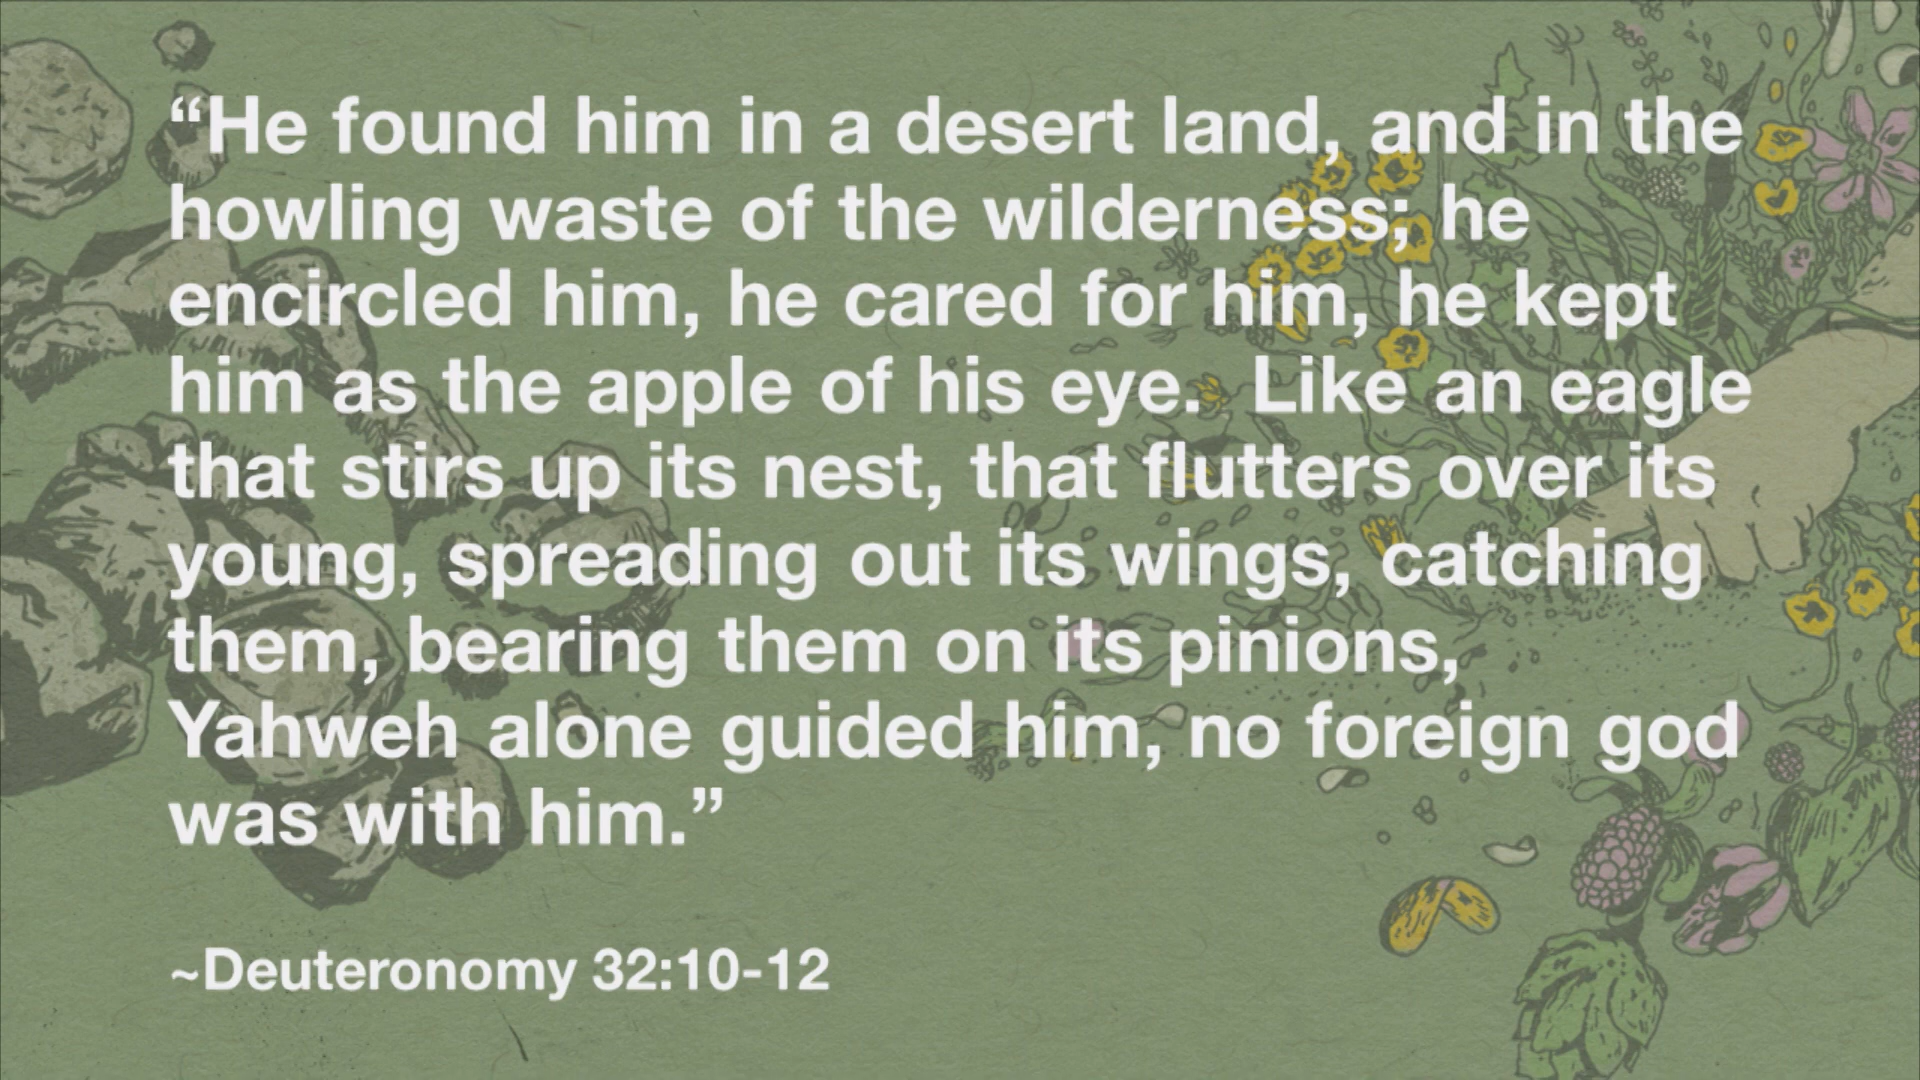 “He found him in a desert land, and in the
howling waste of the wilderness; he
encircled him, he cared for him, he kept
him as the apple of his eye.  Like an eagle
that stirs up its nest, that flutters over its
young, spreading out its wings, catching
them, bearing them on its pinions,
Yahweh alone guided him, no foreign god
was with him.”
~Deuteronomy 32:10-12